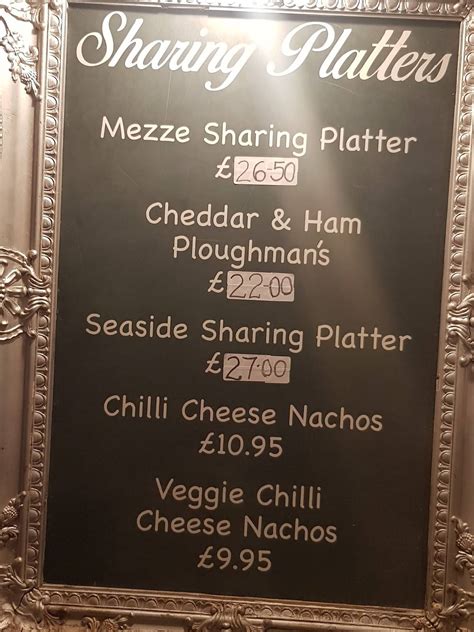 Sharing Platters
Mezze Sharing Platter
£26-50
Cheddar & Ham
Ploughman's
£22-00
Seaside Sharing Platter
£27.00
Chilli Cheese Nachos
£10.95
Veggie Chilli
Cheese Nachos
£9.95